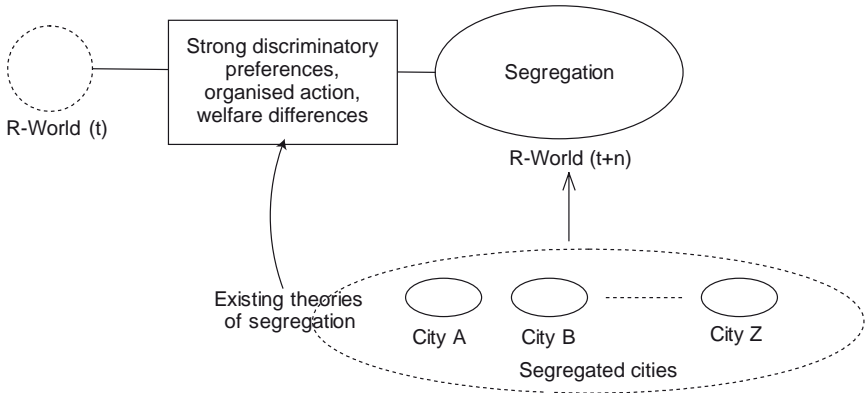 Strong discriminatory
preferences,
organised action,
welfare differences
Segregation
R-World (t)
R-World (t+n)
Existing theories
of segregation
City A
City B
City Z
Segregated cities